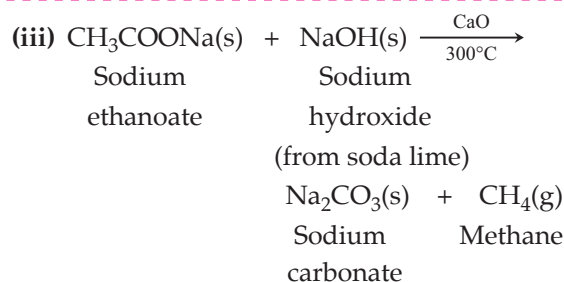 (iii) CH₃COONa(s) + NaOH(s) CaO
300°C
Sodium Sodium
ethanoate hydroxide
(from soda lime)
Na₂CO₃(s) + CH₄(g)
Sodium Methane
carbonate